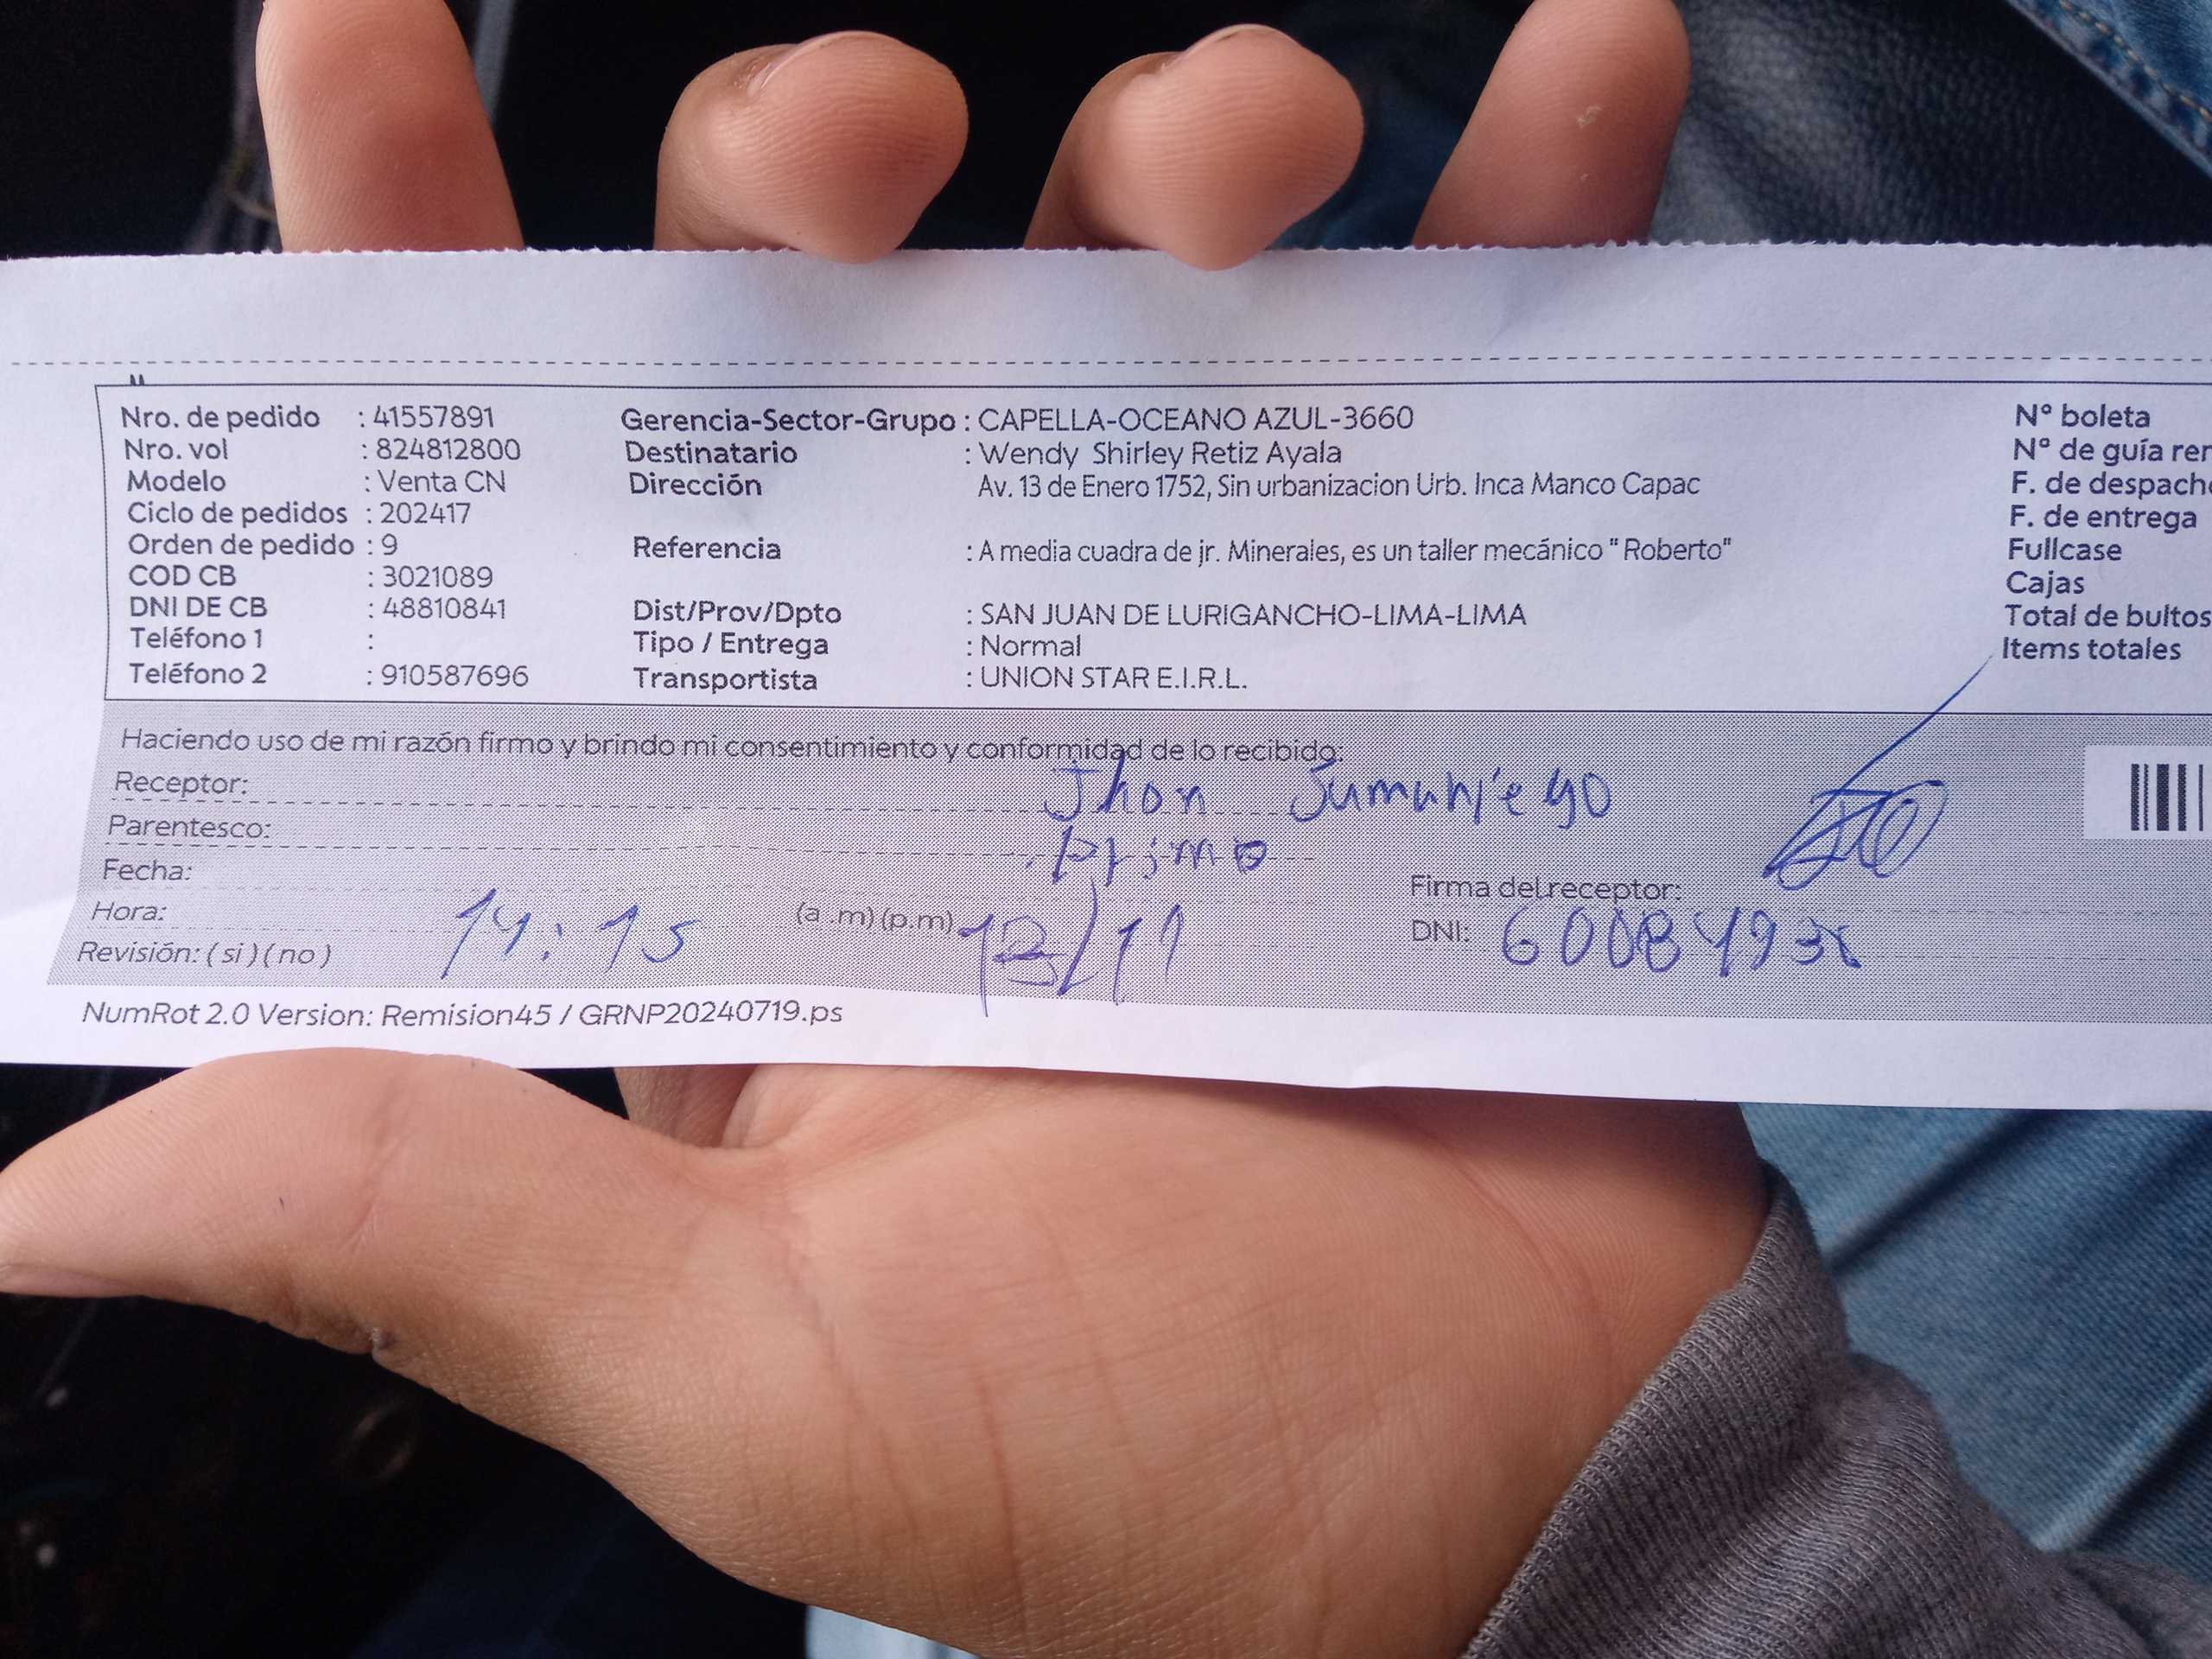 Nro. de pedido : 41557891 Gerencia-Sector-Grupo : CAPELLA-OCEANO AZUL-3660 N° boleta
Nro. vol : 824812800 Destinatario : Wendy Shirley Retiz Ayala N° de guía rer
Modelo : Venta CN Dirección Av. 13 de Enero 1752, Sin urbanizacion Urb. Inca Manco Capac F. de despacho
Ciclo de pedidos : 202417 F. de entrega
Orden de pedido : 9 Referencia : A media cuadra de jr. Minerales, es un taller mecánico " Roberto" Fullcase
COD CB : 3021089 Cajas
DNI DE CB : 48810841 Dist/Prov/Dpto : SAN JUAN DE LURIGANCHO-LIMA-LIMA Total de bultos
Teléfono 1 : Tipo / Entrega : Normal Items totales
Teléfono 2 : 910587696 Transportista : UNION STAR E.I.R.L.
Haciendo uso de mi razón firmo y brindo mi consentimiento y conformidad de lo recibido:
Receptor: Jhon
Parentesco: primo
Fecha: Firma del receptor:
Hora: 14:15 (a .m) (p.m) 13/11 DNI:
Revisión: ( si ) ( no )
NumRot 2.0 Version: Remision45 / GRNP20240719.ps